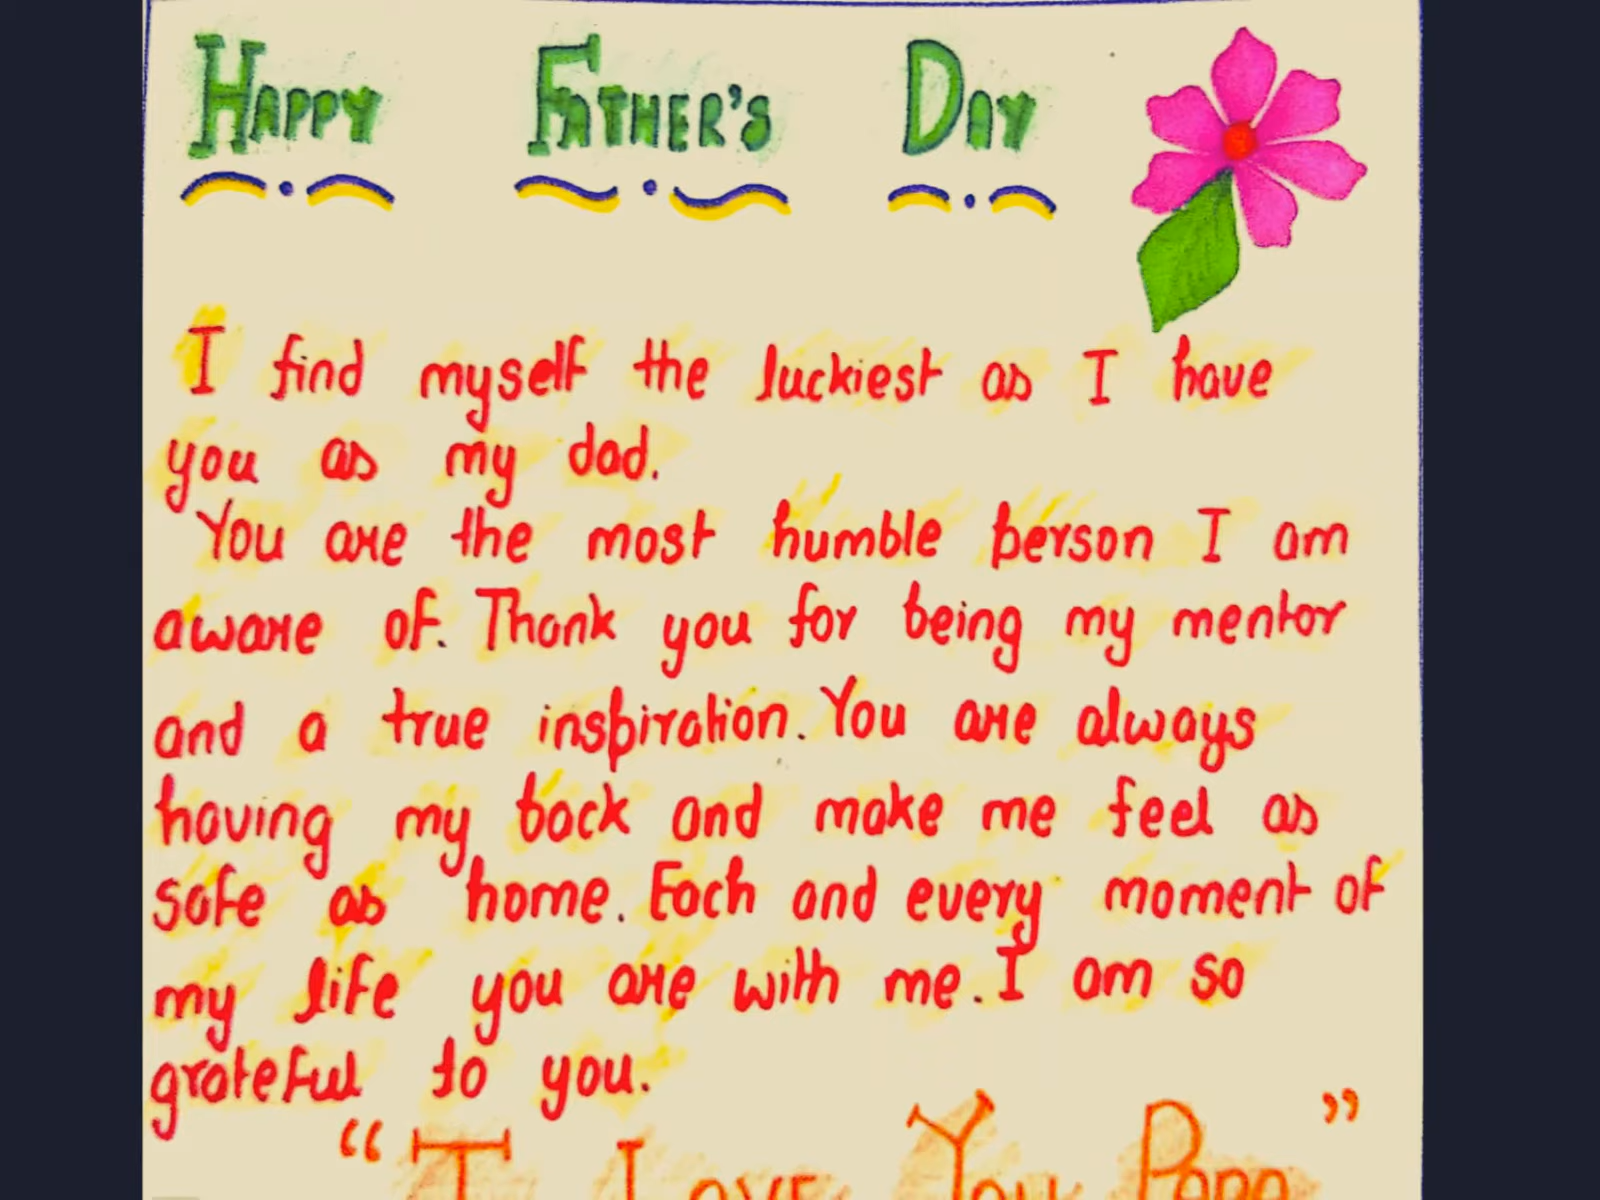 HAPPY FATHER'S DAY
I find myself the luckiest as I have
you as my dad.
You are the most humble person I am
aware of. Thank you for being my mentor
and a true inspiration. You are always
having my back and make me feel as
safe as home. Each and every moment of
my life you are with me. I am so
grateful to you.
"I LOVE YOU PAPA"